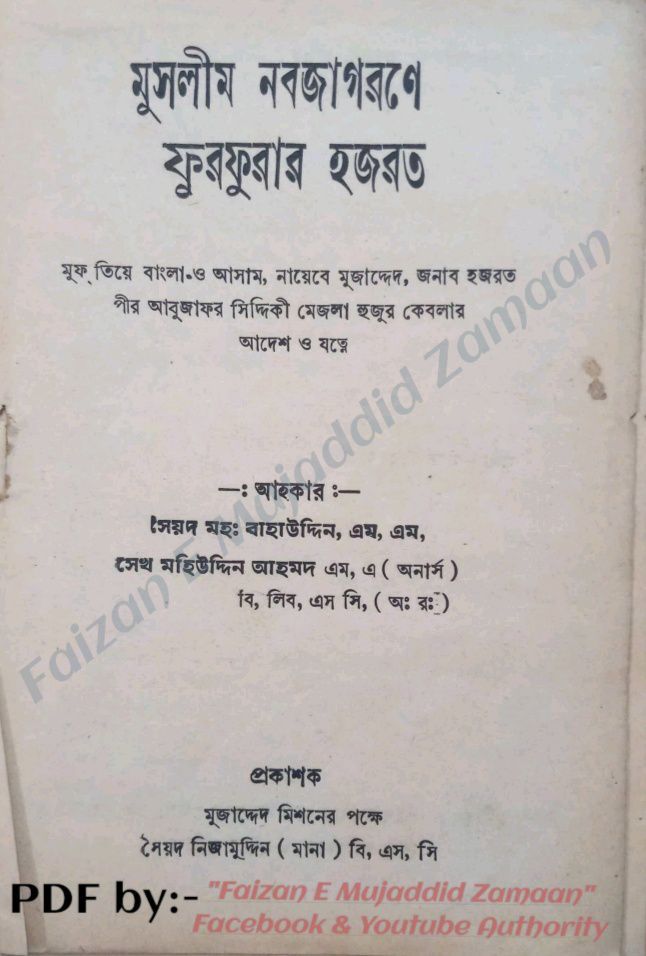 মুসলীম নবজাগরণে
ফুরফুরার হজরত
মুফ্ তিয়ে বাংলা-ও আসাম, নায়েবে মুজাদ্দেদ, জনাব হজরত
পীর আবুজাফর সিদ্দিকী মেজলা হুজুর কেবলার
আদেশ ও যত্নে
—: আহকার :—
সৈয়দ মহঃ বাহাউদ্দিন, এম, এম,
সেখ মহিউদ্দিন আহমদ এম, এ ( অনার্স )
বি, লিব, এস সি, ( অঃ রঃ )
প্রকাশক
মুজাদ্দেদ মিশনের পক্ষে
সৈয়দ নিজামুদ্দিন ( মানা ) বি, এস, সি
Faizan E Mujaddid Zamaan
PDF by:- "Faizan E Mujaddid Zamaan"
Facebook & Youtube Authority